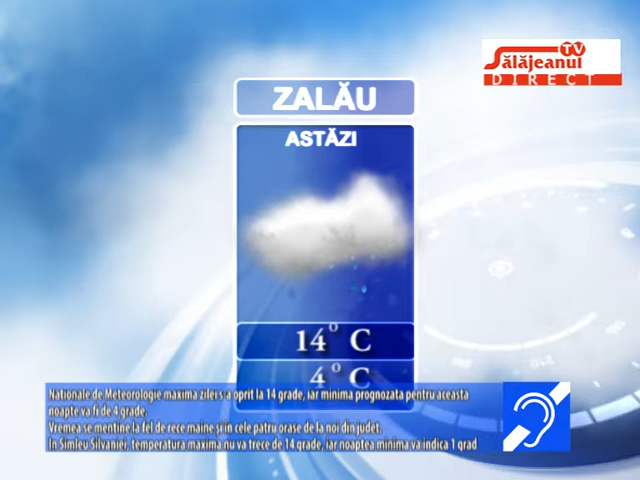 Sălăjeanul TV
DIRECT
ZALĂU
ASTĂZI
14° C
4° C
Nationale de Meteorologie maxima zilei s-a oprit la 14 grade, iar minima prognozata pentru aceasta
noapte va fi de 4 grade.
Vremea se mentine la fel de rece maine și in cele patru orase de la noi din judet.
In Simleu Silvaniei, temperatura maxima nu va trece de 14 grade, iar noaptea minima va indica 1 grad